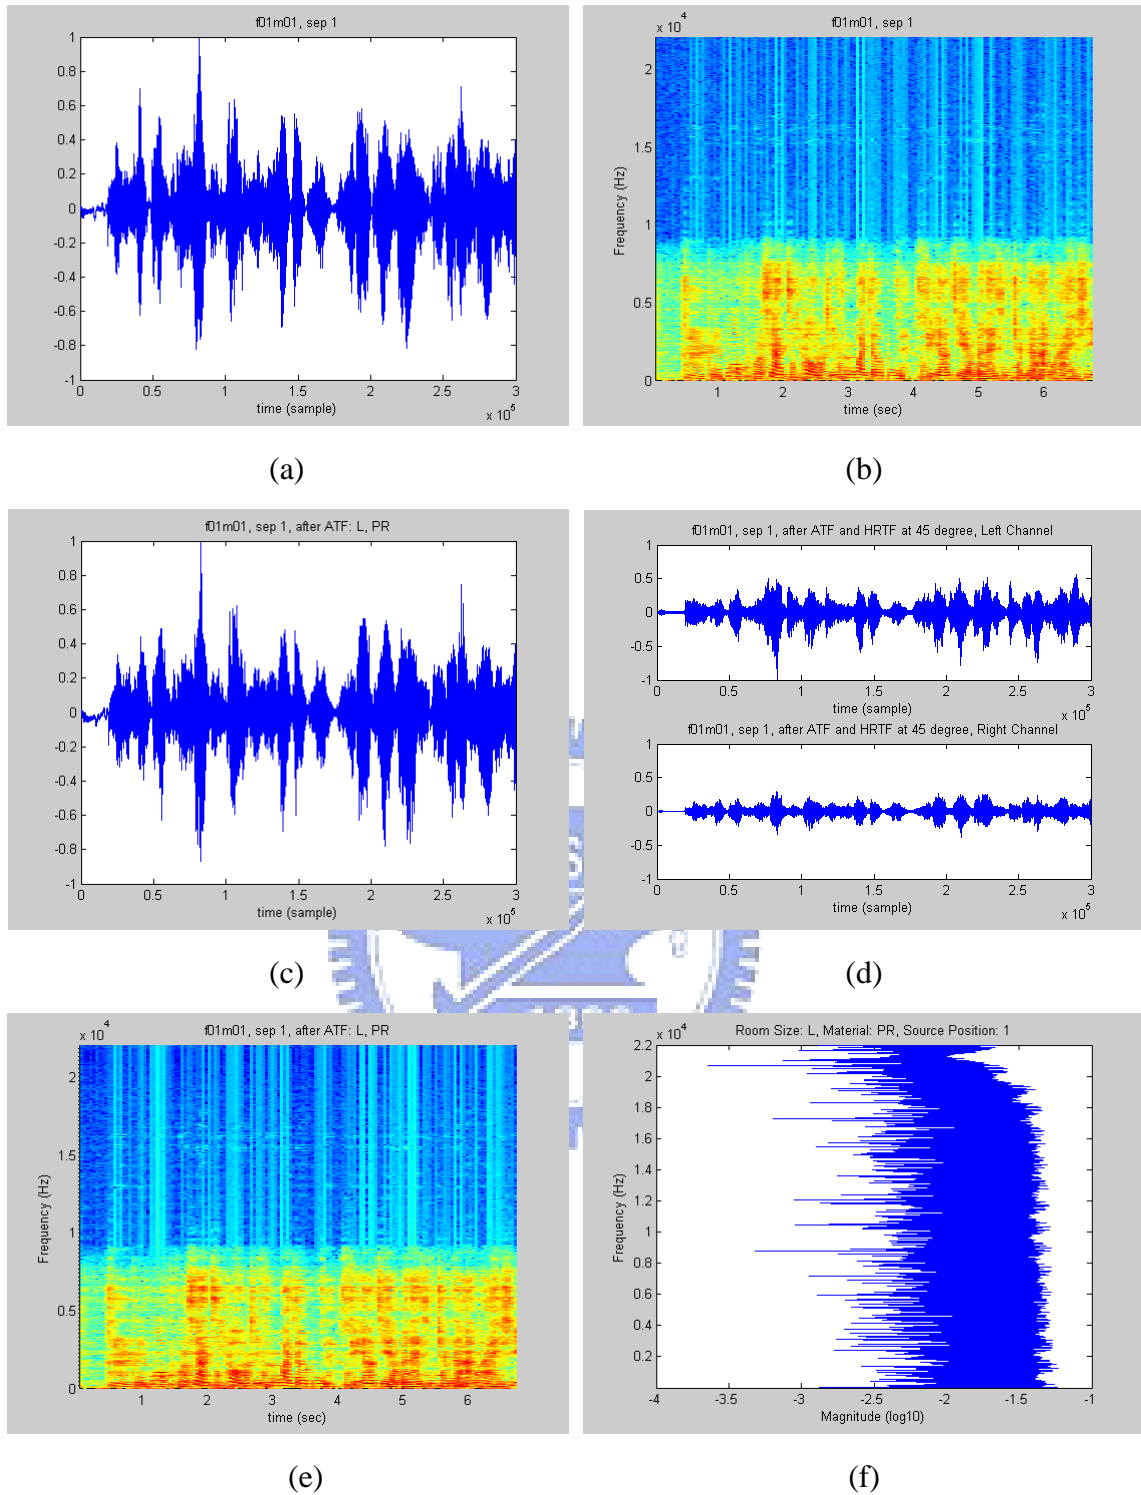 f01m01, sep 1
1
0.8
0.6
0.4
0.2
0
-0.2
-0.4
-0.6
-0.8
-1
0 0.5 1 1.5 2 2.5 3
x 10^5
time (sample)
(a)
f01m01, sep 1
x 10^4
2
1.5
1
0.5
0
Frequency (Hz)
1 2 3 4 5 6
time (sec)
(b)
f01m01, sep 1, after ATF: L, PR
1
0.8
0.6
0.4
0.2
0
-0.2
-0.4
-0.6
-0.8
-1
0 0.5 1 1.5 2 2.5 3
x 10^5
time (sample)
(c)
f01m01, sep 1, after ATF and HRTF at 45 degree, Left Channel
1
0.5
0
-0.5
-1
0 0.5 1 1.5 2 2.5 3
x 10^5
time (sample)
f01m01, sep 1, after ATF and HRTF at 45 degree, Right Channel
1
0.5
0
-0.5
-1
0 0.5 1 1.5 2 2.5 3
x 10^5
time (sample)
(d)
f01m01, sep 1, after ATF: L, PR
x 10^4
2
1.5
1
0.5
0
Frequency (Hz)
1 2 3 4 5 6
time (sec)
(e)
Room Size: L, Material: PR, Source Position: 1
x 10^4
2.2
2
1.8
1.6
1.4
1.2
1
0.8
0.6
0.4
0.2
Frequency (Hz)
-4 -3.5 -3 -2.5 -2 -1.5 -1
Magnitude (log10)
(f)